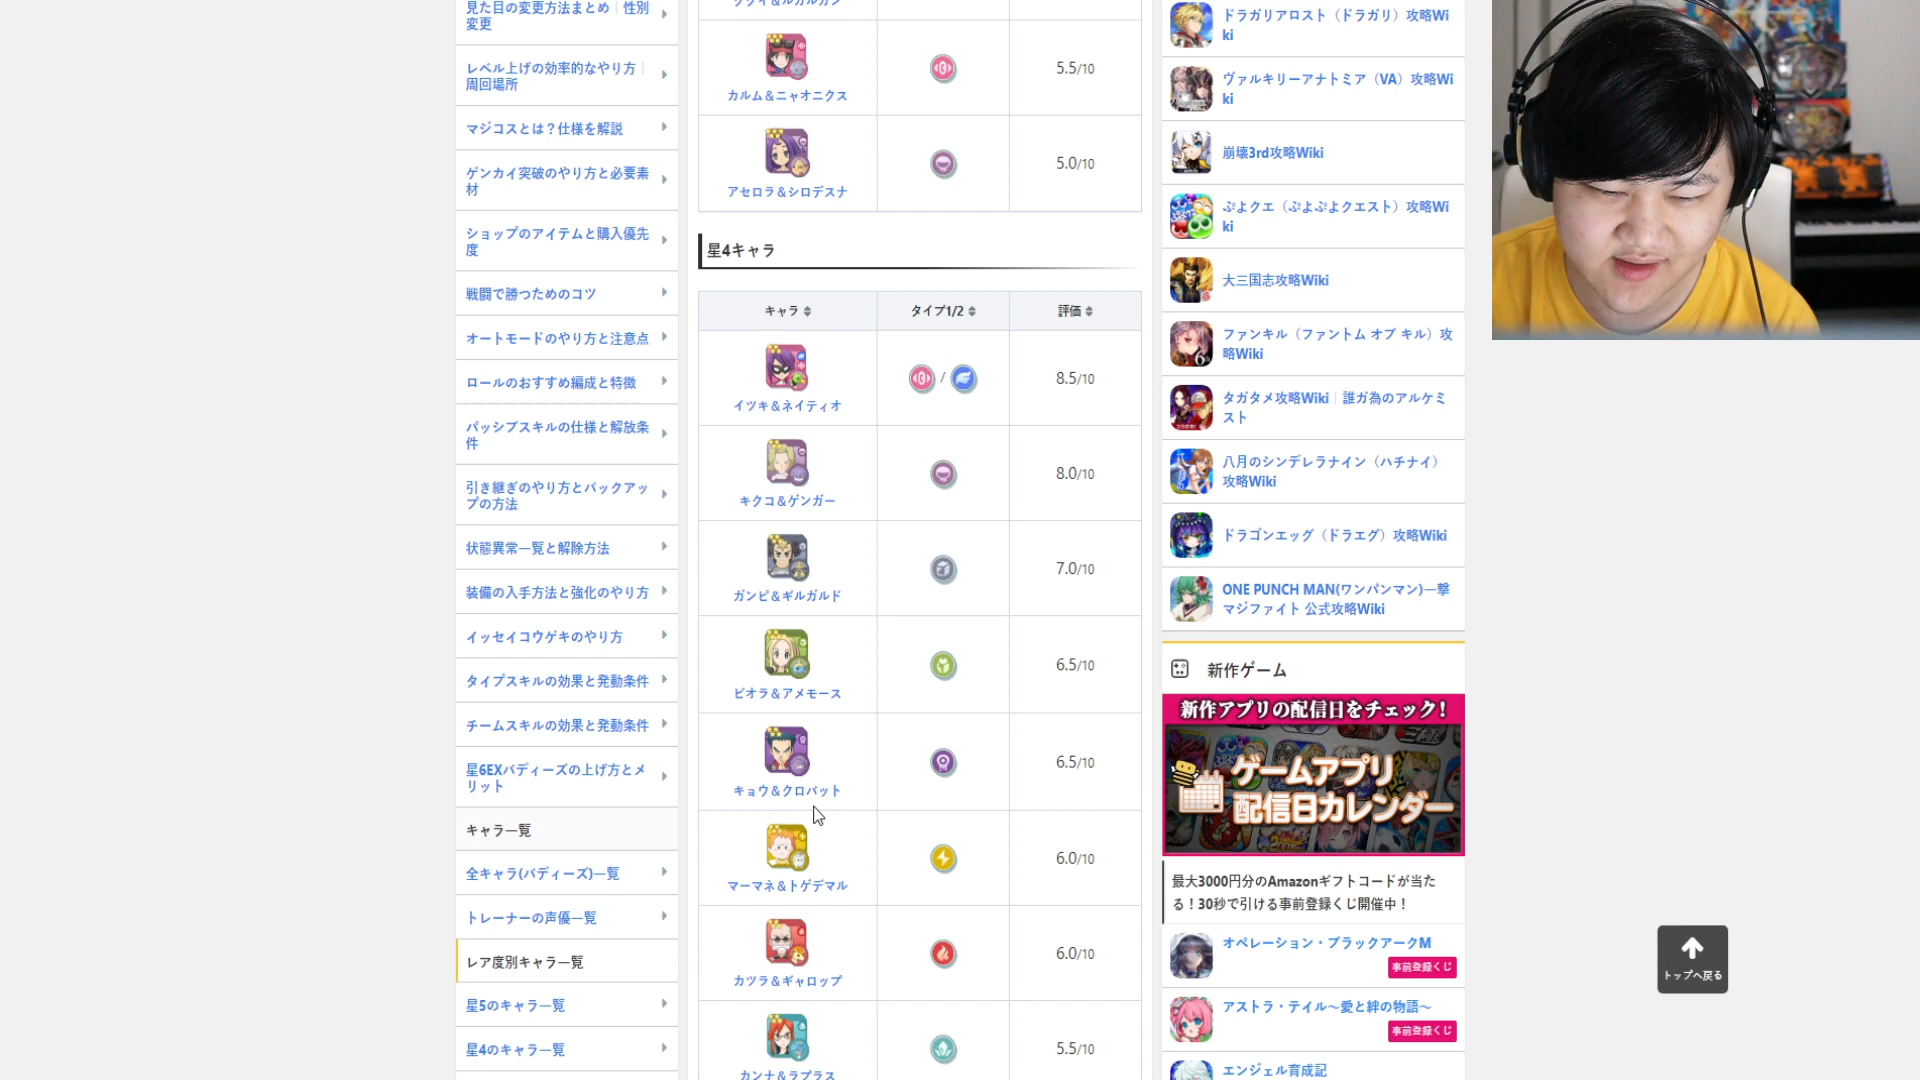 見た目の変更方法まとめ｜性別
変更
レベル上げの効率的なやり方｜
周回場所
マジコスとは？仕様を解説
ゲンカイ突破のやり方と必要素
材
ショップのアイテムと購入優先
度
戦闘で勝つためのコツ
オートモードのやり方と注意点
ロールのおすすめ編成と特徴
パッシブスキルの仕様と解放条
件
引き継ぎのやり方とバックアッ
プの方法
状態異常一覧と解除方法
装備の入手方法と強化のやり方
イッセイコウゲキのやり方
タイプスキルの効果と発動条件
チームスキルの効果と発動条件
星6EXバディーズの上げ方とメ
リット
キャラ一覧
全キャラ(バディーズ)一覧
トレーナーの声優一覧
レア度別キャラ一覧
星5のキャラ一覧
星4のキャラ一覧
カルム＆ニャオニクス
5.5/10
アセロラ＆シロデスナ
5.0/10
星4キャラ
キャラ タイプ1/2 評価
イツキ＆ネイティオ
/
8.5/10
キクコ＆ゲンガー
8.0/10
ガンピ＆ギルガルド
7.0/10
ビオラ＆アメモース
6.5/10
キョウ＆クロバット
6.5/10
マーマネ＆トゲデマル
6.0/10
カツラ＆ギャロップ
6.0/10
カンナ＆ラプラス
5.5/10
ドラガリアロスト（ドラガリ）攻略Wi
ki
ヴァルキリーアナトミア（VA）攻略Wi
ki
崩壊3rd攻略Wiki
ぷよクエ（ぷよぷよクエスト）攻略Wi
ki
大三国志攻略Wiki
ファンキル（ファントム オブ キル）攻
略Wiki
タガタメ攻略Wiki｜誰ガ為のアルケミ
スト
八月のシンデレラナイン（ハチナイ）
攻略Wiki
ドラゴンエッグ（ドラエグ）攻略Wiki
ONE PUNCH MAN(ワンパンマン)一撃
マジファイト 公式攻略Wiki
新作ゲーム
新作アプリの配信日をチェック！
ゲームアプリ
配信日カレンダー
最大3000円分のAmazonギフトコードが当た
る！30秒で引ける事前登録くじ開催中！
オペレーション・ブラックアークM
事前登録くじ
アストラ・テイル～愛と絆の物語～
事前登録くじ
エンジェル育成記
トップへ戻る